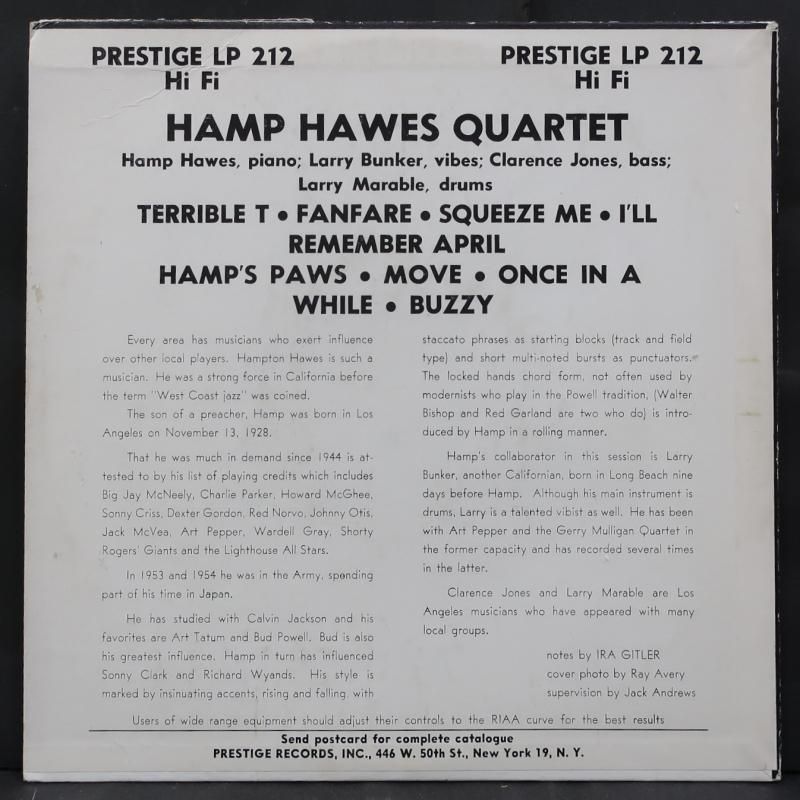 PRESTIGE LP 212
Hi Fi
PRESTIGE LP 212
Hi Fi
HAMP HAWES QUARTET
Hamp Hawes, piano; Larry Bunker, vibes; Clarence Jones, bass;
Larry Marable, drums
TERRIBLE T • FANFARE • SQUEEZE ME • I'LL
REMEMBER APRIL
HAMP'S PAWS • MOVE • ONCE IN A
WHILE • BUZZY
Every area has musicians who exert influence
over other local players. Hampton Hawes is such a
musician. He was a strong force in California before
the term "West Coast jazz" was coined.
The son of a preacher, Hamp was born in Los
Angeles on November 13, 1928.
That he was much in demand since 1944 is at-
tested to by his list of playing credits which includes
Big Jay McNeely, Charlie Parker, Howard McGhee,
Sonny Criss, Dexter Gordon, Red Norvo, Johnny Otis,
Jack McVea, Art Pepper, Wardell Gray, Shorty
Rogers' Giants and the Lighthouse All Stars.
In 1953 and 1954 he was in the Army, spending
part of his time in Japan.
He has studied with Calvin Jackson and his
favorites are Art Tatum and Bud Powell. Bud is also
his greatest influence. Hamp in turn has influenced
Sonny Clark and Richard Wyands. His style is
marked by insinuating accents, rising and falling, with
staccato phrases as starting blocks (track and field
type) and short multi-noted bursts as punctuators.
The locked hands chord form, not often used by
modernists who play in the Powell tradition, (Walter
Bishop and Red Garland are two who do) is intro-
duced by Hamp in a rolling manner.
Hamp's collaborator in this session is Larry
Bunker, another Californian, born in Long Beach nine
days before Hamp. Although his main instrument is
drums, Larry is a talented vibist as well. He has been
with Art Pepper and the Gerry Mulligan Quartet in
the former capacity and has recorded several times
in the latter.
Clarence Jones and Larry Marable are Los
Angeles musicians who have appeared with many
local groups.
notes by IRA GITLER
cover photo by Ray Avery
supervision by Jack Andrews
Users of wide range equipment should adjust their controls to the RIAA curve for the best results
Send postcard for complete catalogue
PRESTIGE RECORDS, INC., 446 W. 50th St., New York 19, N. Y.